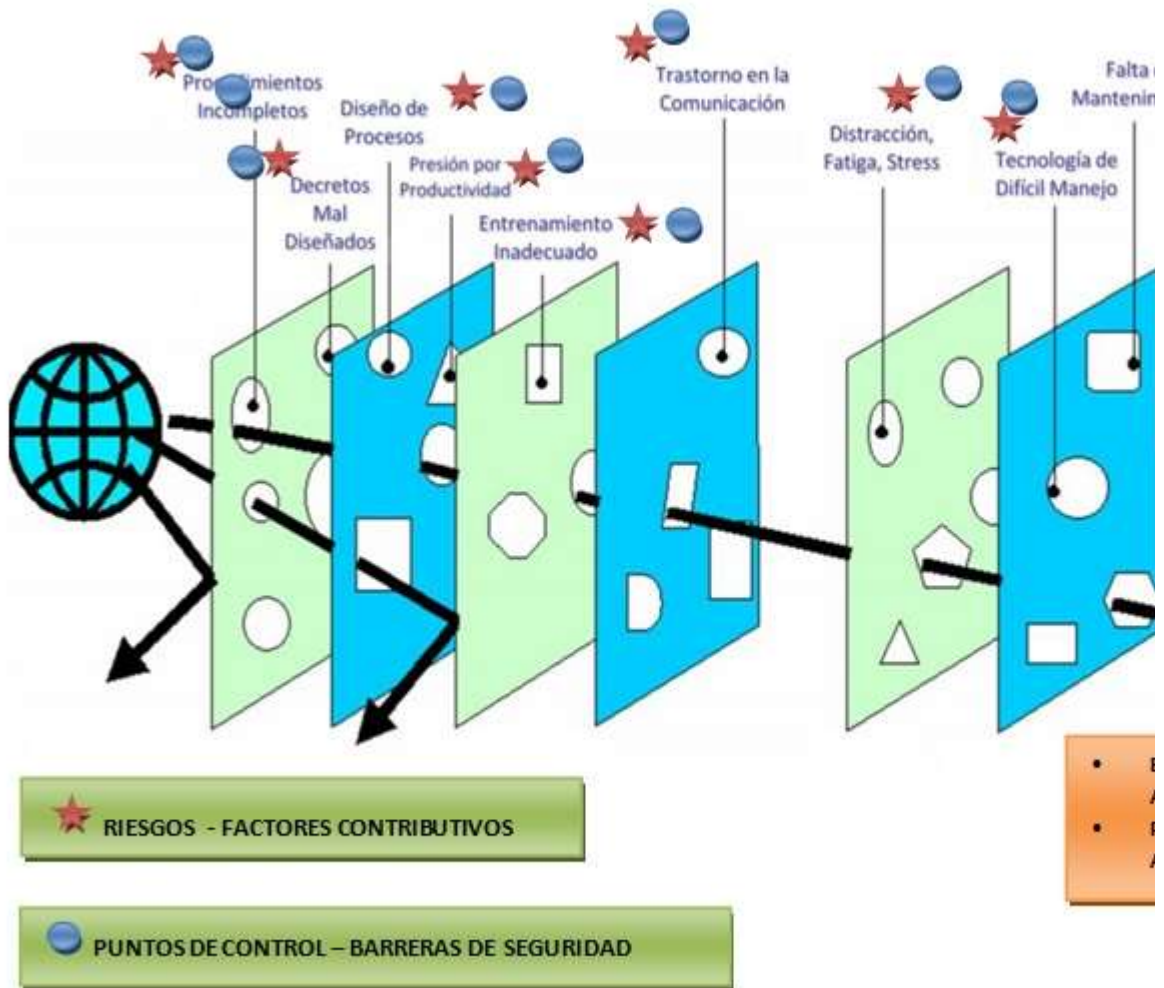 Procedimientos
Incompletos
Decretos
Mal
Diseñados
Diseño de
Procesos
Presión por
Productividad
Entrenamiento
Inadecuado
Trastorno en la
Comunicación
Distracción,
Fatiga, Stress
Tecnología de
Difícil Manejo
Falta
RIESGOS - FACTORES CONTRIBUTIVOS
PUNTOS DE CONTROL – BARRERAS DE SEGURIDAD